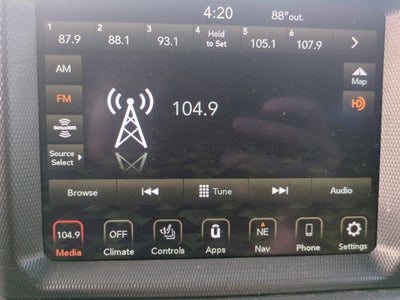 4:20 88°out.
1 87.9 2 88.1 3 93.1 4 Hold to Set 5 105.1 6 107.9
AM
Map
FM
104.9
HD
SiriusXM
Source
Select
Browse Tune Audio
104.9 OFF ū NE
Media Climate Controls Apps Nav Phone Settings